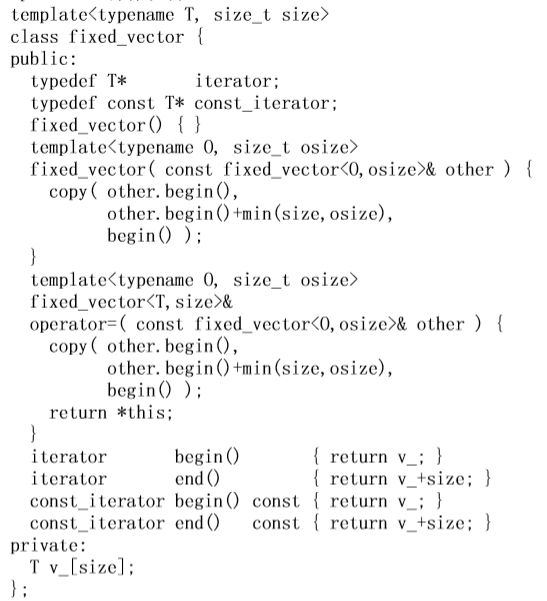 template<typename T, size_t size>
class fixed_vector {
public:
  typedef T*       iterator;
  typedef const T* const_iterator;
  fixed_vector() { }
  template<typename O, size_t osize>
  fixed_vector( const fixed_vector<O,osize>& other ) {
    copy( other.begin(),
          other.begin()+min(size,osize),
          begin() );
  }
  template<typename O, size_t osize>
  fixed_vector<T,size>&
  operator=( const fixed_vector<O,osize>& other ) {
    copy( other.begin(),
          other.begin()+min(size,osize),
          begin() );
    return *this;
  }
  iterator       begin()       { return v_; }
  iterator       end()         { return v_+size; }
  const_iterator begin() const { return v_; }
  const_iterator end()   const { return v_+size; }
private:
  T v_[size];
};